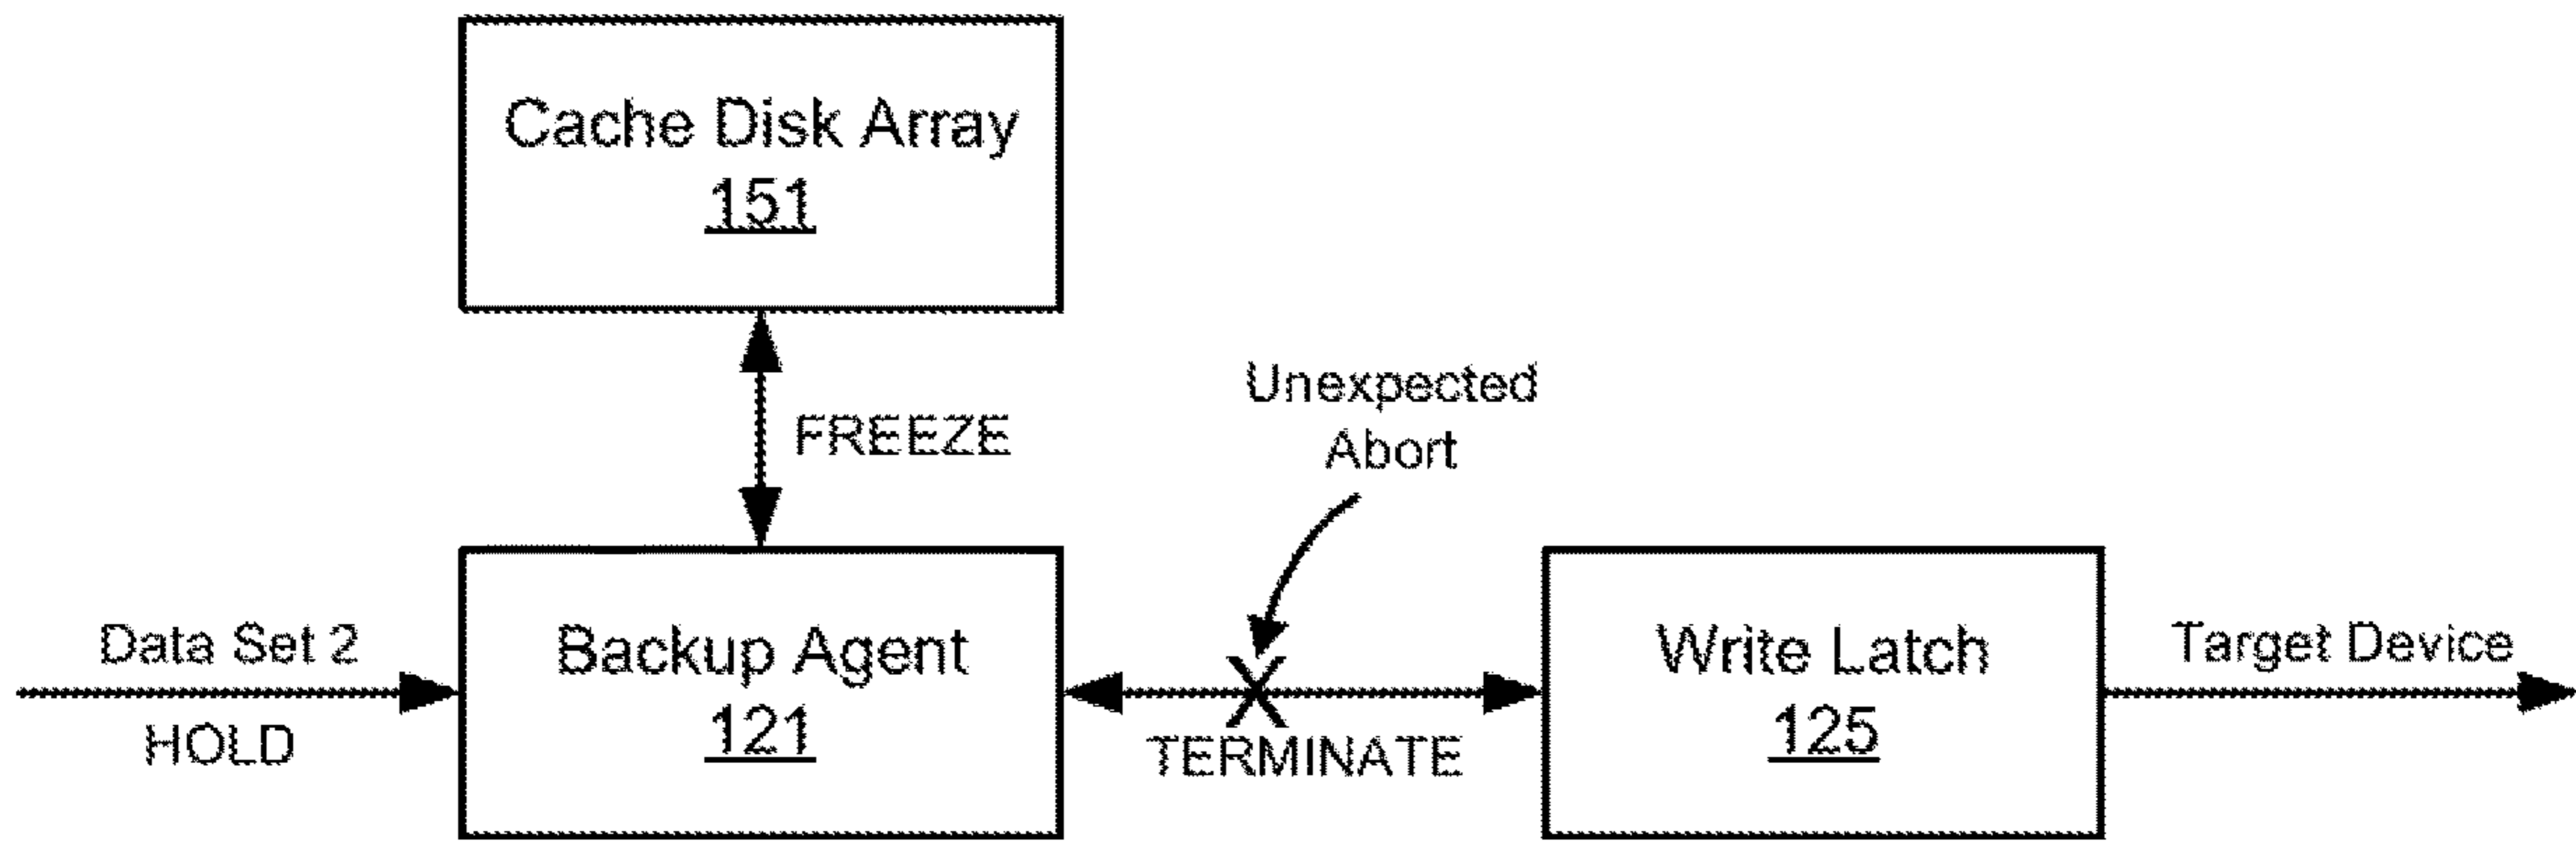 Cache Disk Array
151
FREEZE
Unexpected
Abort
Data Set 2
HOLD
Backup Agent
121
TERMINATE
Write Latch
125
Target Device